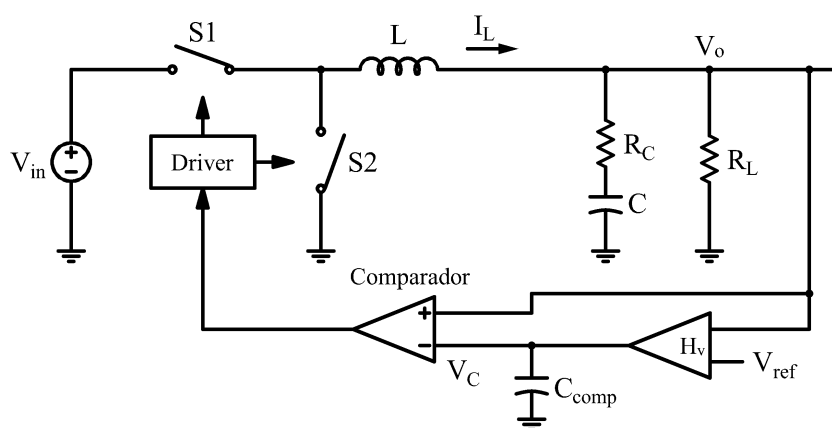 S1
L
I_L
V_o
V_in
Driver
S2
R_C
R_L
C
Comparador
V_C
C_comp
H_v
V_ref